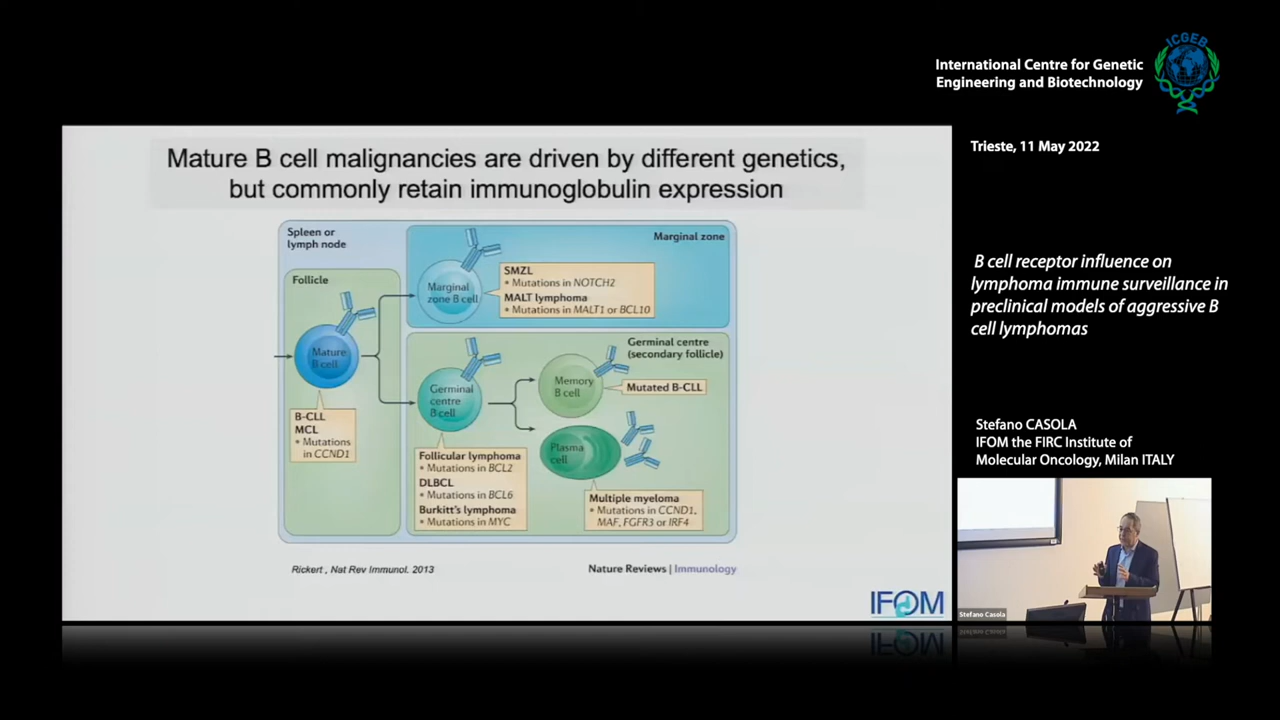 International Centre for Genetic
Engineering and Biotechnology
ICGEB
Trieste, 11 May 2022
Mature B cell malignancies are driven by different genetics,
but commonly retain immunoglobulin expression
Spleen or
lymph node
Marginal zone
Follicle
Marginal
zone B cell
SMZL
• Mutations in NOTCH2
MALT lymphoma
• Mutations in MALT1 or BCL10
Mature
B cell
Germinal centre
(secondary follicle)
Germinal
centre
B cell
Memory
B cell
Mutated B-CLL
B-CLL
MCL
• Mutations
in CCND1
Plasma
cell
Follicular lymphoma
• Mutations in BCL2
DLBCL
• Mutations in BCL6
Burkitt's lymphoma
• Mutations in MYC
Multiple myeloma
• Mutations in CCND1,
MAF, FGFR3 or IRF4
Rickert , Nat Rev Immunol. 2013
Nature Reviews | Immunology
IFOM
B cell receptor influence on
lymphoma immune surveillance in
preclinical models of aggressive B
cell lymphomas
Stefano CASOLA
IFOM the FIRC Institute of
Molecular Oncology, Milan ITALY
Stefano Casola